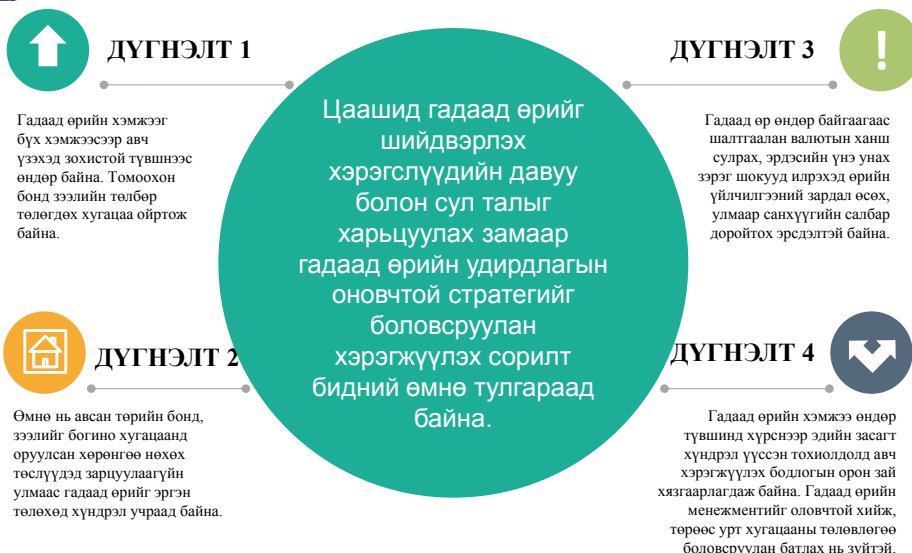 ДҮГНЭЛТ 1
Гадаад өрийн хэмжээг
бүх хэмжээсээр авч
үзэхэд зохистой түвшнээс
өндөр байна. Томоохон
бонд зээлийн төлбөр
төлөгдөх хугацаа ойртож
байна.
ДҮГНЭЛТ 2
Өмнө нь авсан төрийн бонд,
зээлийг богино хугацаанд
оруулсан хөрөнгөө нөхөх
төслүүдэд зарцуулаагүйн
улмаас гадаад өрийг эргэн
төлөхөд хүндрэл учраад байна.
Цаашид гадаад өрийг
шийдвэрлэх
хэрэгслүүдийн давуу
болон сул талыг
харьцуулах замаар
гадаад өрийн удирдлагын
оновчтой стратегийг
боловсруулан
хэрэгжүүлэх сорилт
бидний өмнө тулгараад
байна.
ДҮГНЭЛТ 3
Гадаад өр өндөр байгаагаас
шалтгаалан валютын ханш
сулрах, эрдэсийн үнэ унах
зэрэг шокууд илрэхэд өрийн
үйлчилгээний зардал өсөх,
улмаар санхүүгийн салбар
доройтох эрсдэлтэй байна.
ДҮГНЭЛТ 4
Гадаад өрийн хэмжээ өндөр
түвшинд хүрснээр эдийн засагт
хүндрэл үүссэн тохиолдолд авч
хэрэгжүүлэх бодлогын орон зай
хязгаарлагдаж байна. Гадаад өрийн
менежментийг оловчтой хийж,
төрөөс урт хугацааны төлөвлөгөө
боловсруулан батлах нь зүйтэй.